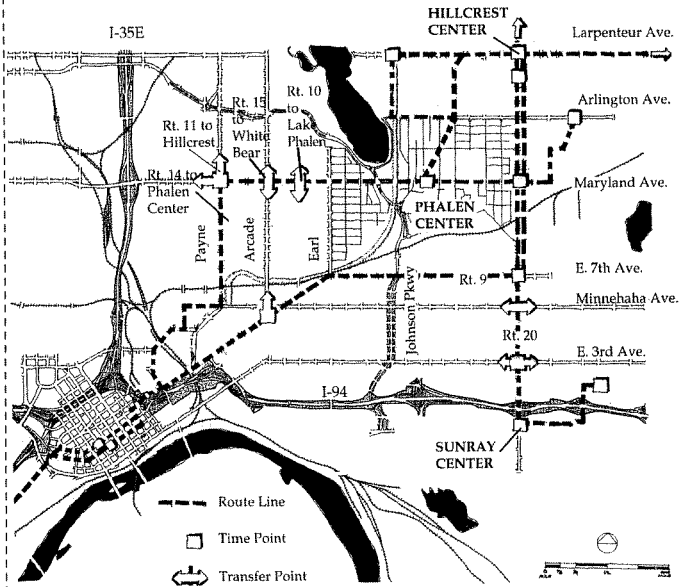 HILLCREST
CENTER
I-35E
Larpenteur Ave.
Rt. 10
to
Lake
Phalen
Rt. 15
to
White
Bear
Arlington Ave.
Rt. 11 to
Hillcrest
Rt. 14 to
Phalen
Center
Maryland Ave.
PHALEN
CENTER
Payne
Arcade
Earl
Johnson Pkwy
Rt. 9
E. 7th Ave.
Minnehaha Ave.
Rt. 20
E. 3rd Ave.
I-94
SUNRAY
CENTER
Route Line
Time Point
Transfer Point